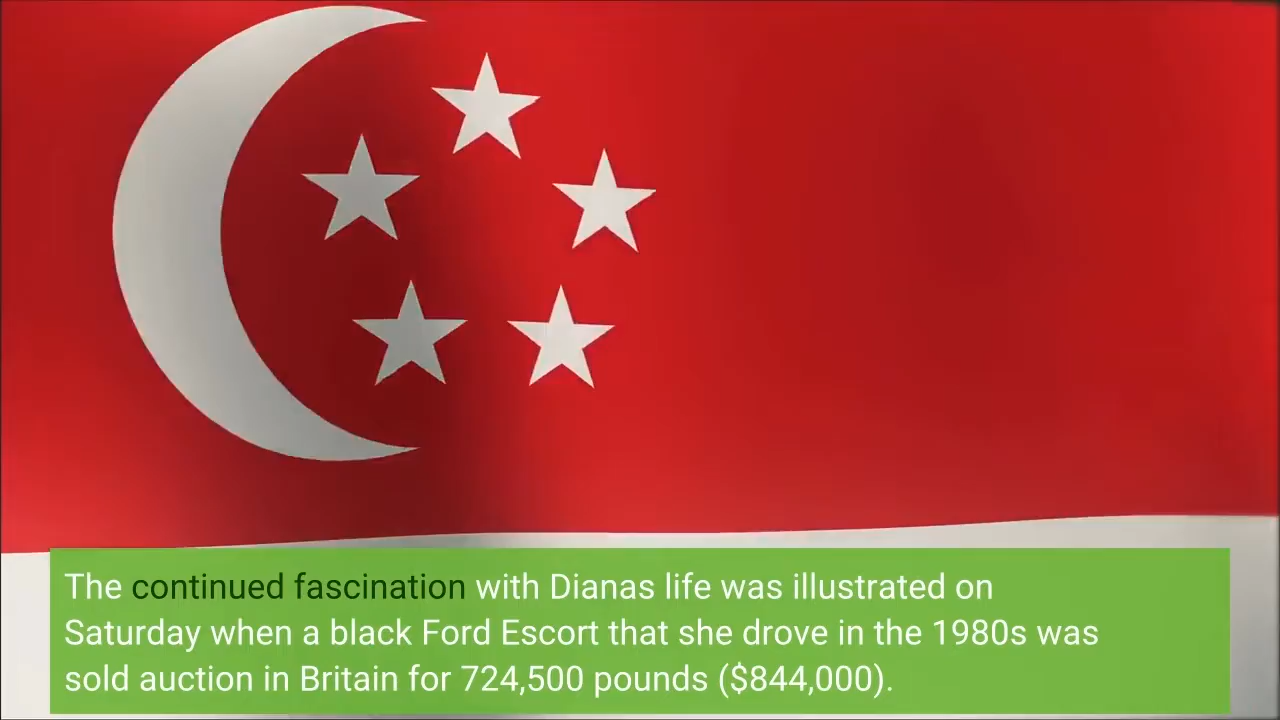 The continued fascination with Dianas life was illustrated on
Saturday when a black Ford Escort that she drove in the 1980s was
sold auction in Britain for 724,500 pounds ($844,000).